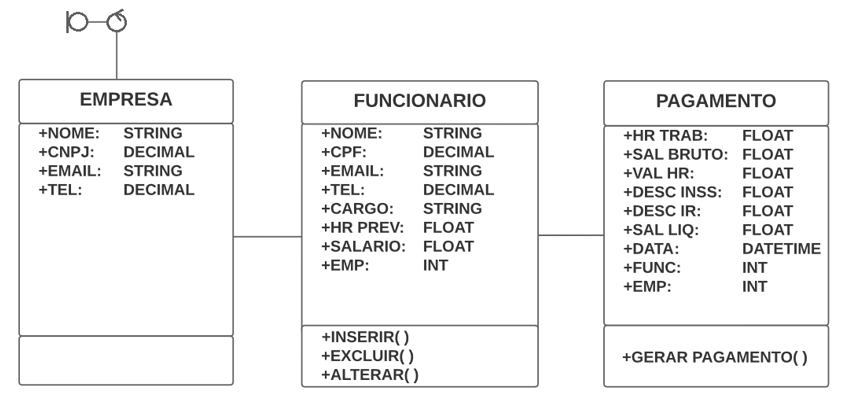 EMPRESA
+NOME: STRING
+CNPJ: DECIMAL
+EMAIL: STRING
+TEL: DECIMAL
FUNCIONARIO
+NOME: STRING
+CPF: DECIMAL
+EMAIL: STRING
+TEL: DECIMAL
+CARGO: STRING
+HR PREV: FLOAT
+SALARIO: FLOAT
+EMP: INT
+INSERIR( )
+EXCLUIR( )
+ALTERAR( )
PAGAMENTO
+HR TRAB: FLOAT
+SAL BRUTO: FLOAT
+VAL HR: FLOAT
+DESC INSS: FLOAT
+DESC IR: FLOAT
+SAL LIQ: FLOAT
+DATA: DATETIME
+FUNC: INT
+EMP: INT
+GERAR PAGAMENTO( )